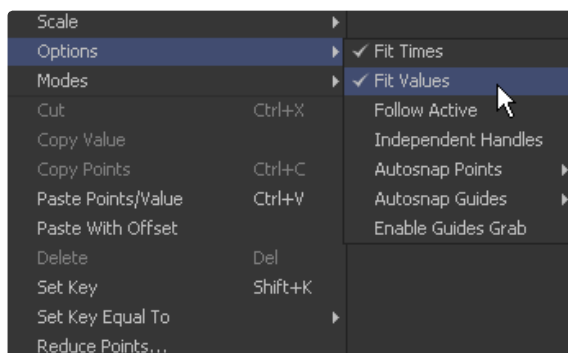 Scale
Options
Modes
Cut Ctrl+X
Copy Value
Copy Points Ctrl+C
Paste Points/Value Ctrl+V
Paste With Offset
Delete Del
Set Key Shift+K
Set Key Equal To
Reduce Points...
Fit Times
Fit Values
Follow Active
Independent Handles
Autosnap Points
Autosnap Guides
Enable Guides Grab